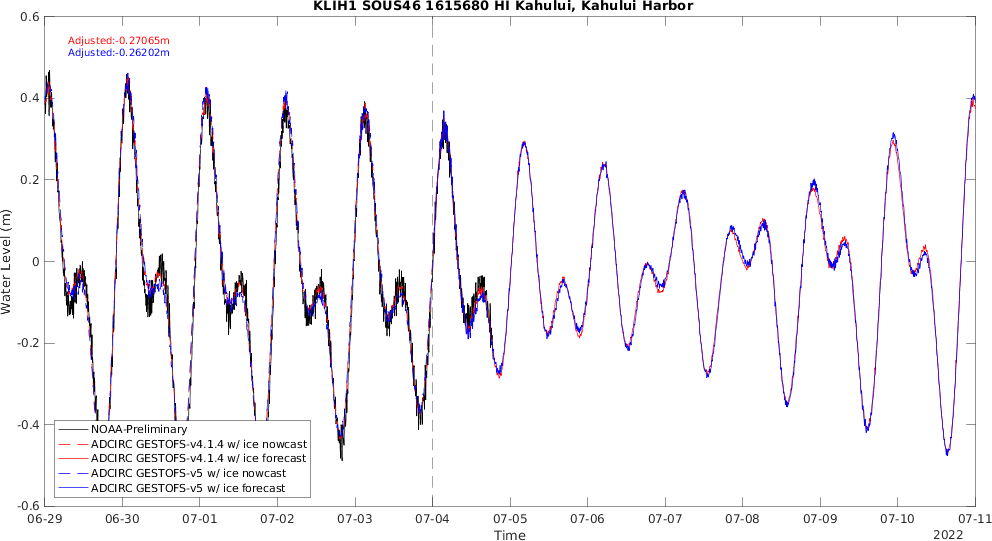 KLIH1 SOUS46 1615680 HI Kahului, Kahului Harbor
Adjusted:-0.27065m
Adjusted:-0.26202m
0.6
0.4
0.2
0
-0.2
-0.4
-0.6
Water Level (m)
NOAA-Preliminary
ADCIRC GESTOFS-v4.1.4 w/ ice nowcast
ADCIRC GESTOFS-v4.1.4 w/ ice forecast
ADCIRC GESTOFS-v5 w/ ice nowcast
ADCIRC GESTOFS-v5 w/ ice forecast
06-29 06-30 07-01 07-02 07-03 07-04 07-05 07-06 07-07 07-08 07-09 07-10 07-11
Time
2022